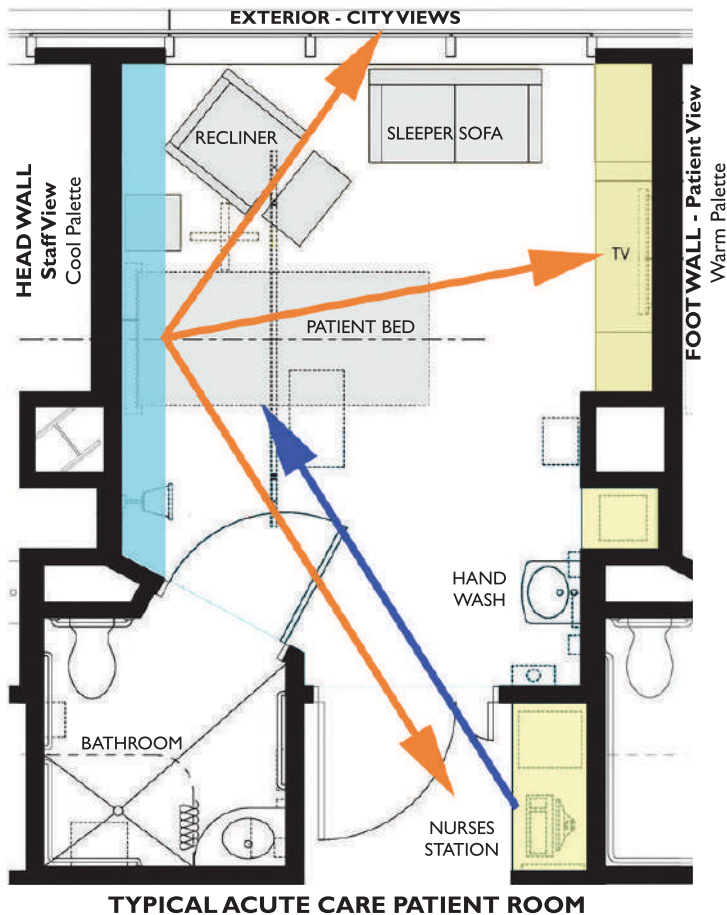 EXTERIOR - CITY VIEWS
RECLINER
SLEEPER SOFA
HEAD WALL
Staff View
Cool Palette
FOOT WALL - Patient View
Warm Palette
TV
PATIENT BED
HAND
WASH
BATHROOM
NURSES
STATION
TYPICAL ACUTE CARE PATIENT ROOM